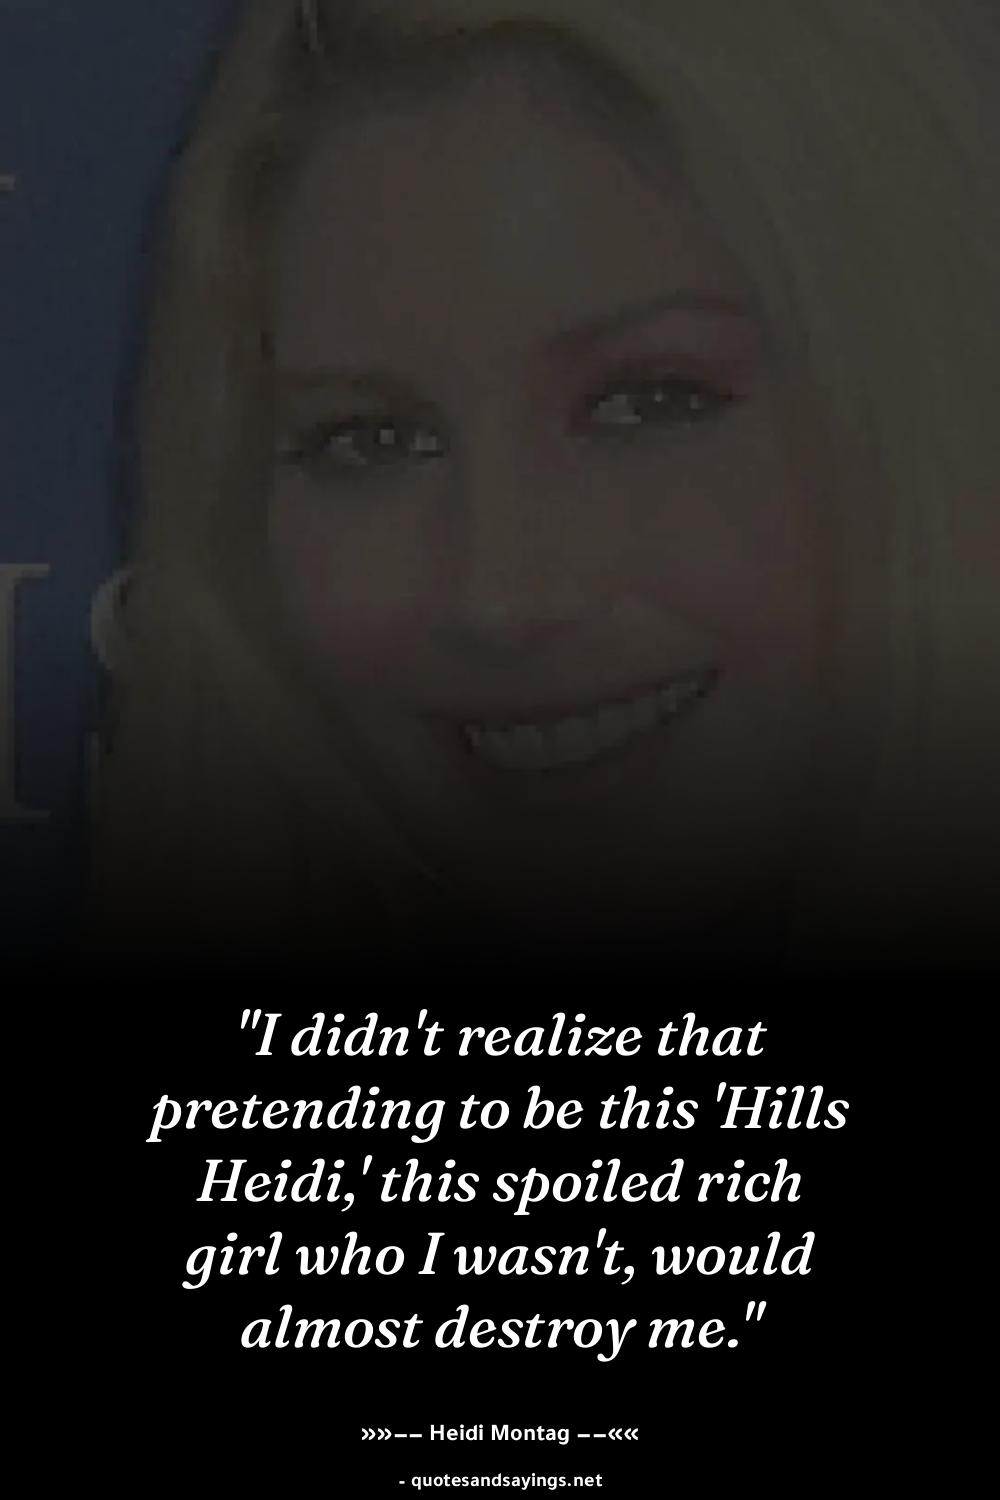 "I didn't realize that
pretending to be this 'Hills
Heidi,' this spoiled rich
girl who I wasn't, would
almost destroy me."
»»−− Heidi Montag −−««
- quotesandsayings.net